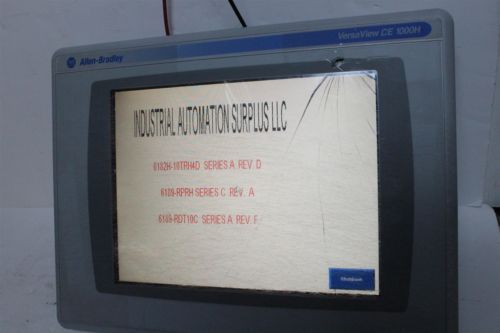 Allen-Bradley
VersaView CE 1000H
INDUSTRIAL AUTOMATION SURPLUS LLC
6182H-10TRH4D SERIES A REV. D
6189-RPRH SERIES C REV. A
6189-RDT10C SERIES A REV. F
Shutdown